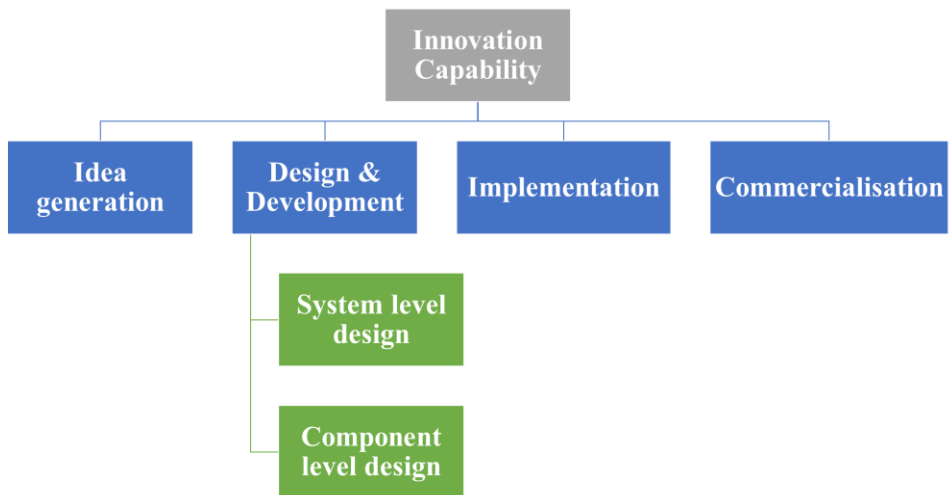 Innovation
Capability
Idea
generation
Design &
Development
Implementation
Commercialisation
System level
design
Component
level design